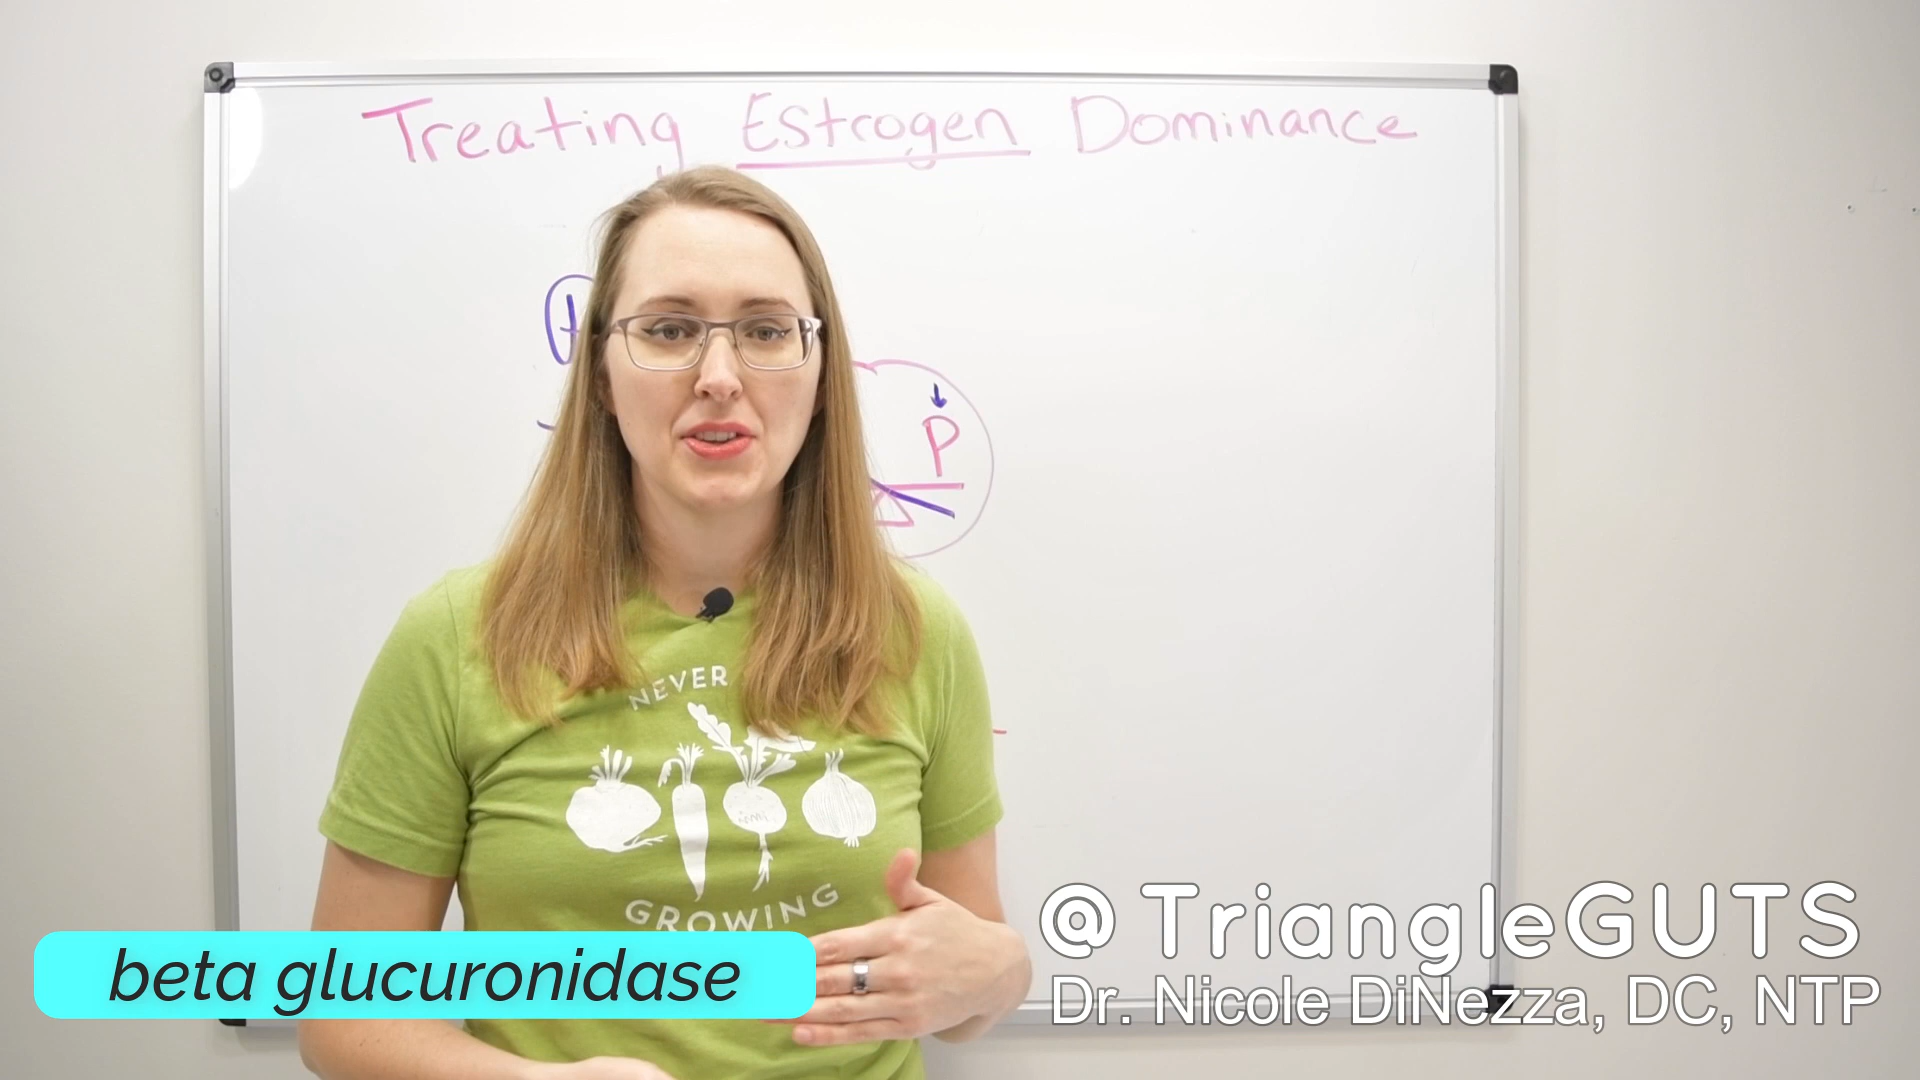 Treating Estrogen Dominance
P
NEVER
GROWING
beta glucuronidase
@TriangleGUTS
Dr. Nicole DiNezza, DC, NTP